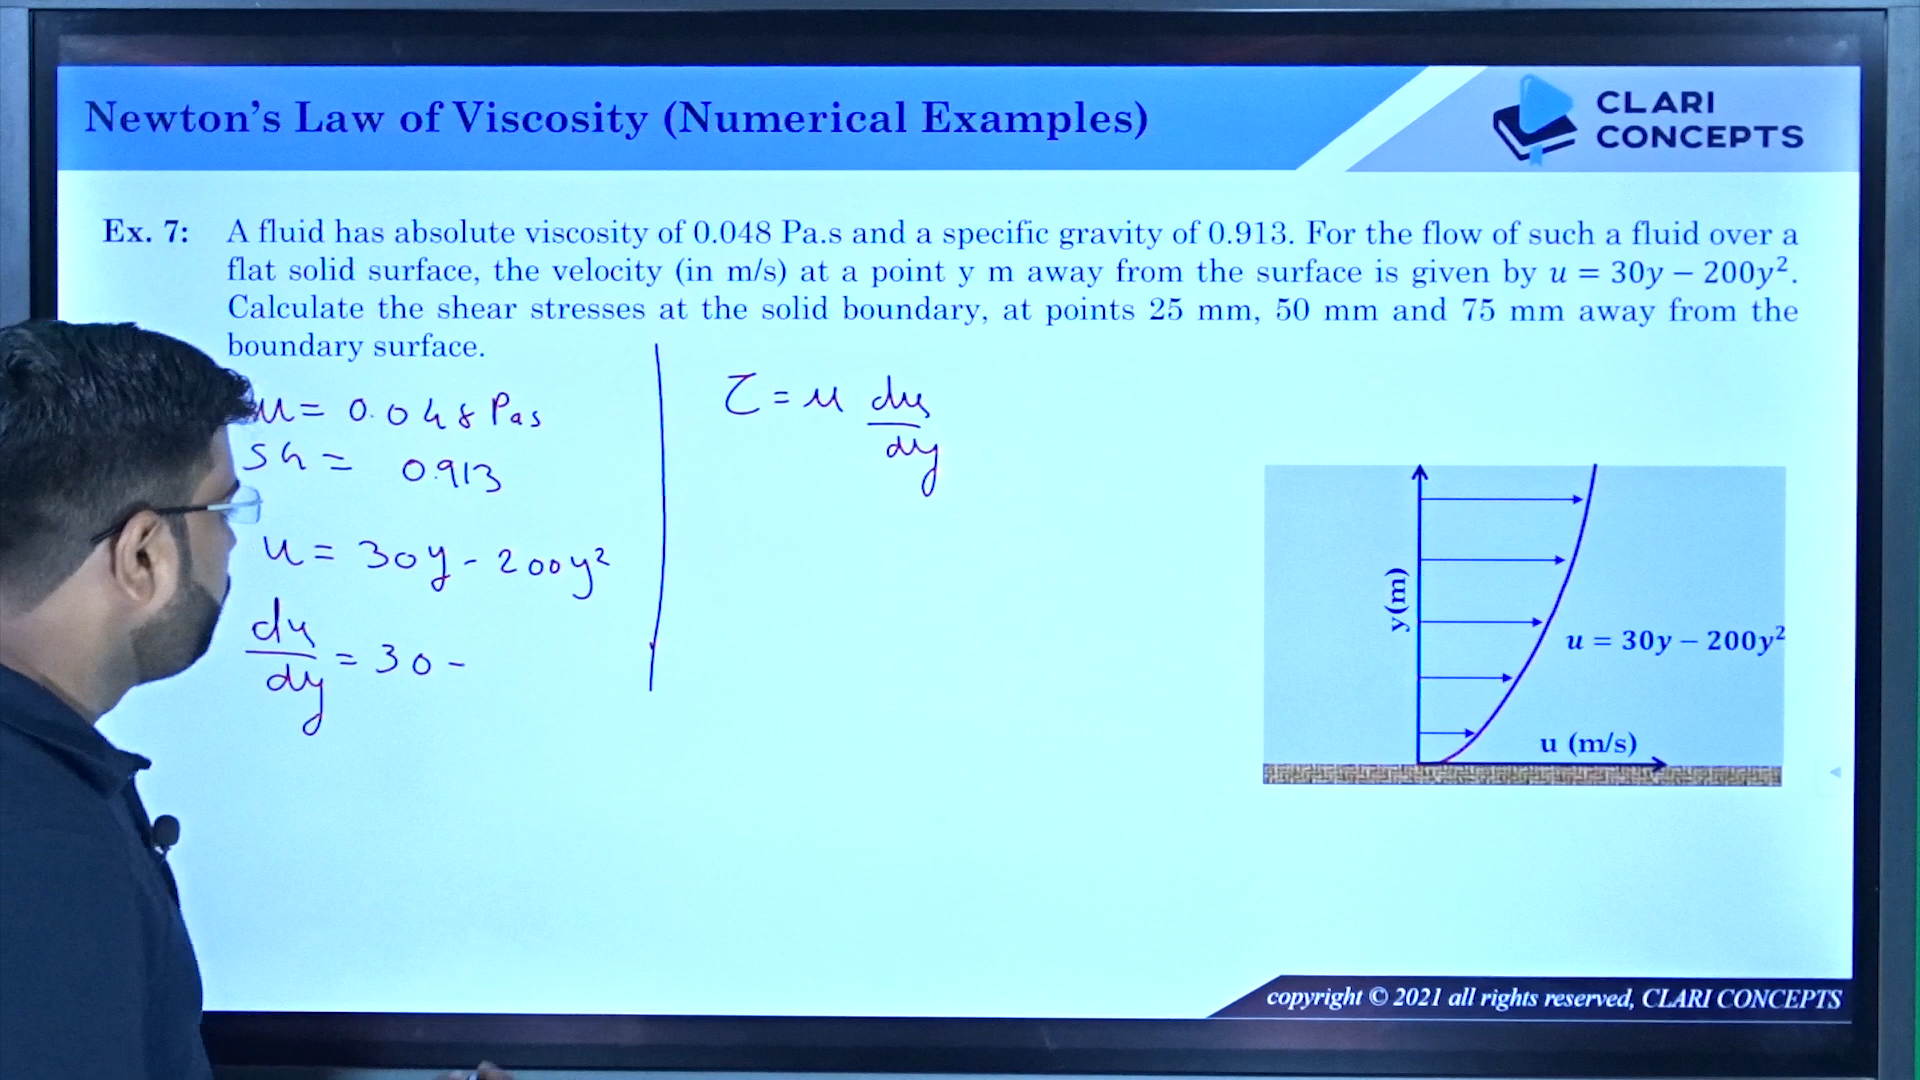 Newton's Law of Viscosity (Numerical Examples)
CLARI
CONCEPTS
Ex. 7: A fluid has absolute viscosity of 0.048 Pa.s and a specific gravity of 0.913. For the flow of such a fluid over a
flat solid surface, the velocity (in m/s) at a point y m away from the surface is given by u = 30y − 200y².
Calculate the shear stresses at the solid boundary, at points 25 mm, 50 mm and 75 mm away from the
boundary surface.
μ = 0.048 Pas
SG = 0.913
u = 30y - 200y²
du/dy = 30 -
τ = μ du/dy
y(m)
u = 30y − 200y²
u (m/s)
copyright © 2021 all rights reserved, CLARI CONCEPTS